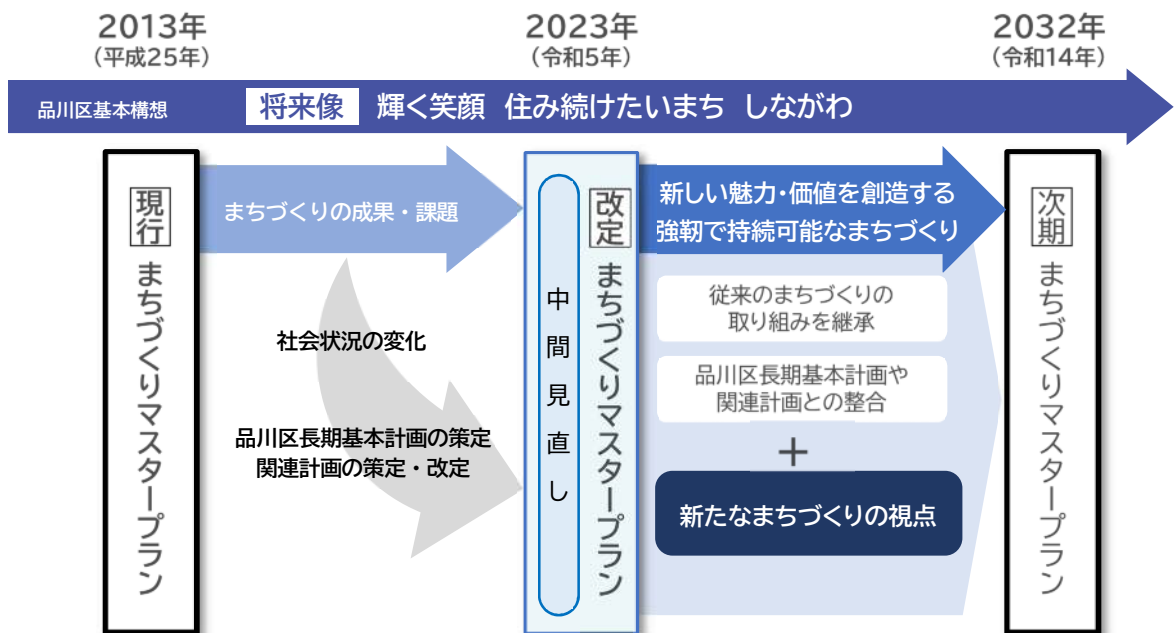 2013年
(平成25年)
2023年
(令和5年)
2032年
(令和14年)
品川区基本構想
将来像 輝く笑顔 住み続けたいまち しながわ
現行 まちづくりマスタープラン
まちづくりの成果・課題
社会状況の変化
品川区長期基本計画の策定
関連計画の策定・改定
中間見直し
改定 まちづくりマスタープラン
新しい魅力・価値を創造する
強靭で持続可能なまちづくり
従来のまちづくりの
取り組みを継承
品川区長期基本計画や
関連計画との整合
+
新たなまちづくりの視点
次期 まちづくりマスタープラン